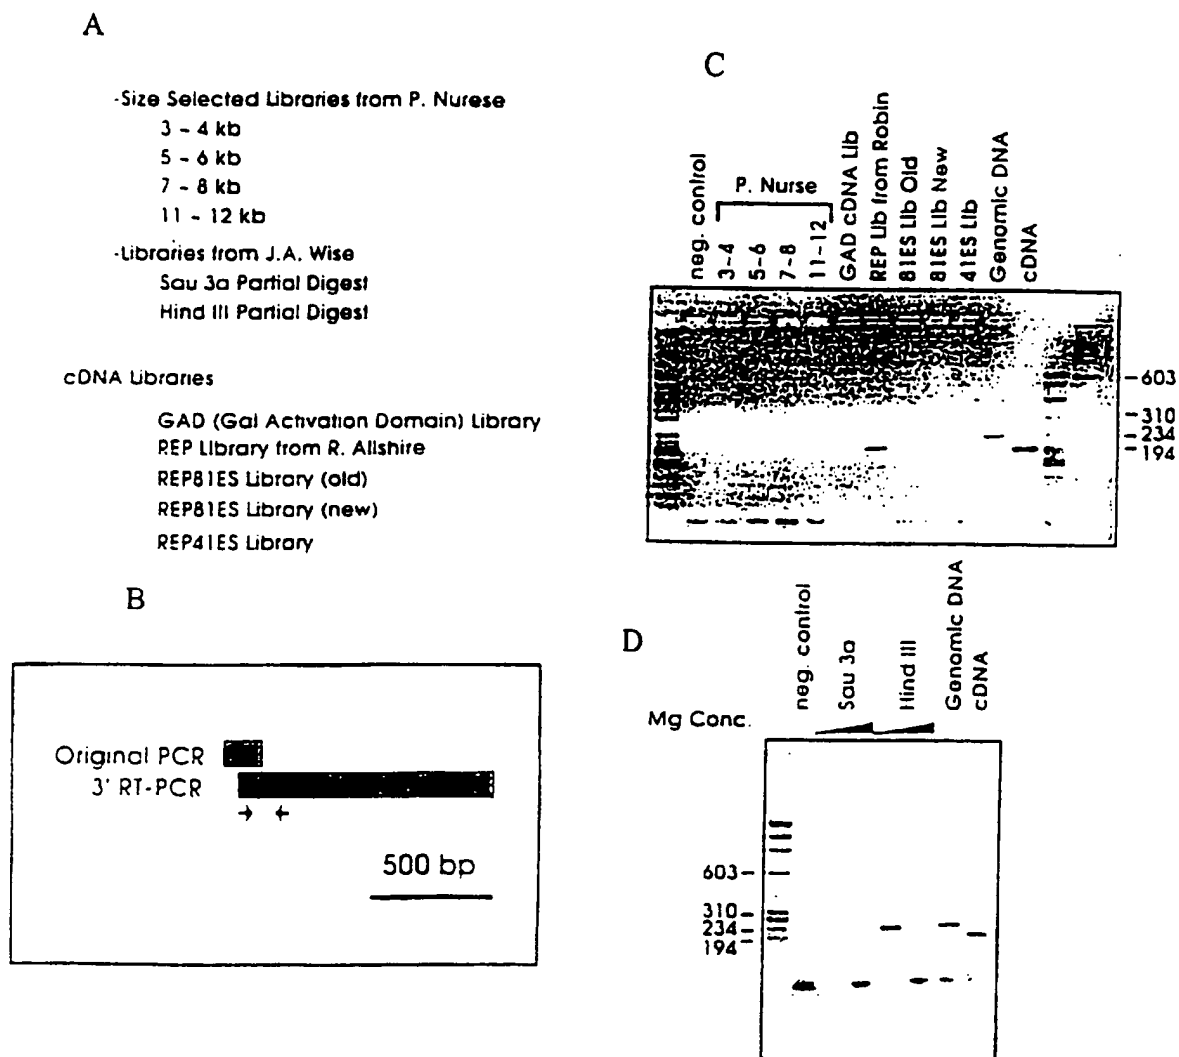 A
-Size Selected Libraries from P. Nurese
3 - 4 kb
5 - 6 kb
7 - 8 kb
11 - 12 kb
-Libraries from J.A. Wise
Sau 3a Partial Digest
Hind III Partial Digest
cDNA Libraries
GAD (Gal Activation Domain) Library
REP Library from R. Allshire
REP81ES Library (old)
REP81ES Library (new)
REP41ES Library
B
Original PCR
3' RT-PCR
500 bp
C
neg. control
P. Nurse
3-4
5-6
7-8
11-12
GAD cDNA Lib
REP Lib from Robin
81ES Lib Old
81ES Lib New
41ES Lib
Genomic DNA
cDNA
603
310
234
194
D
neg. control
Sau 3a
Hind III
Genomic DNA
cDNA
Mg Conc.
603
310
234
194